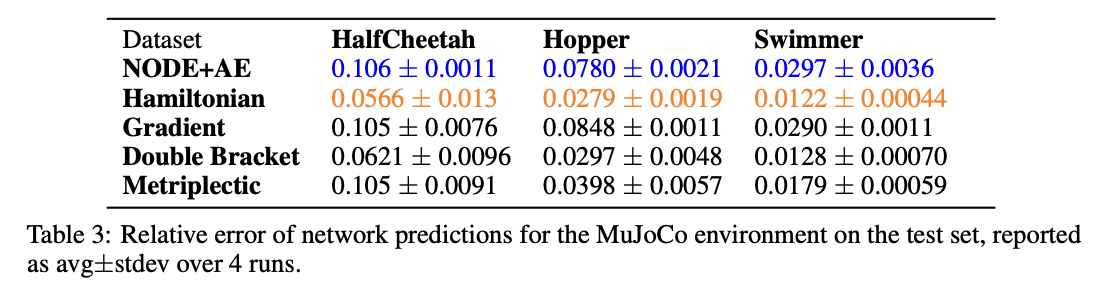 Dataset HalfCheetah Hopper Swimmer
NODE+AE 0.106 ± 0.0011 0.0780 ± 0.0021 0.0297 ± 0.0036
Hamiltonian 0.0566 ± 0.013 0.0279 ± 0.0019 0.0122 ± 0.00044
Gradient 0.105 ± 0.0076 0.0848 ± 0.0011 0.0290 ± 0.0011
Double Bracket 0.0621 ± 0.0096 0.0297 ± 0.0048 0.0128 ± 0.00070
Metriplectic 0.105 ± 0.0091 0.0398 ± 0.0057 0.0179 ± 0.00059
Table 3: Relative error of network predictions for the MuJoCo environment on the test set, reported
as avg±stdev over 4 runs.